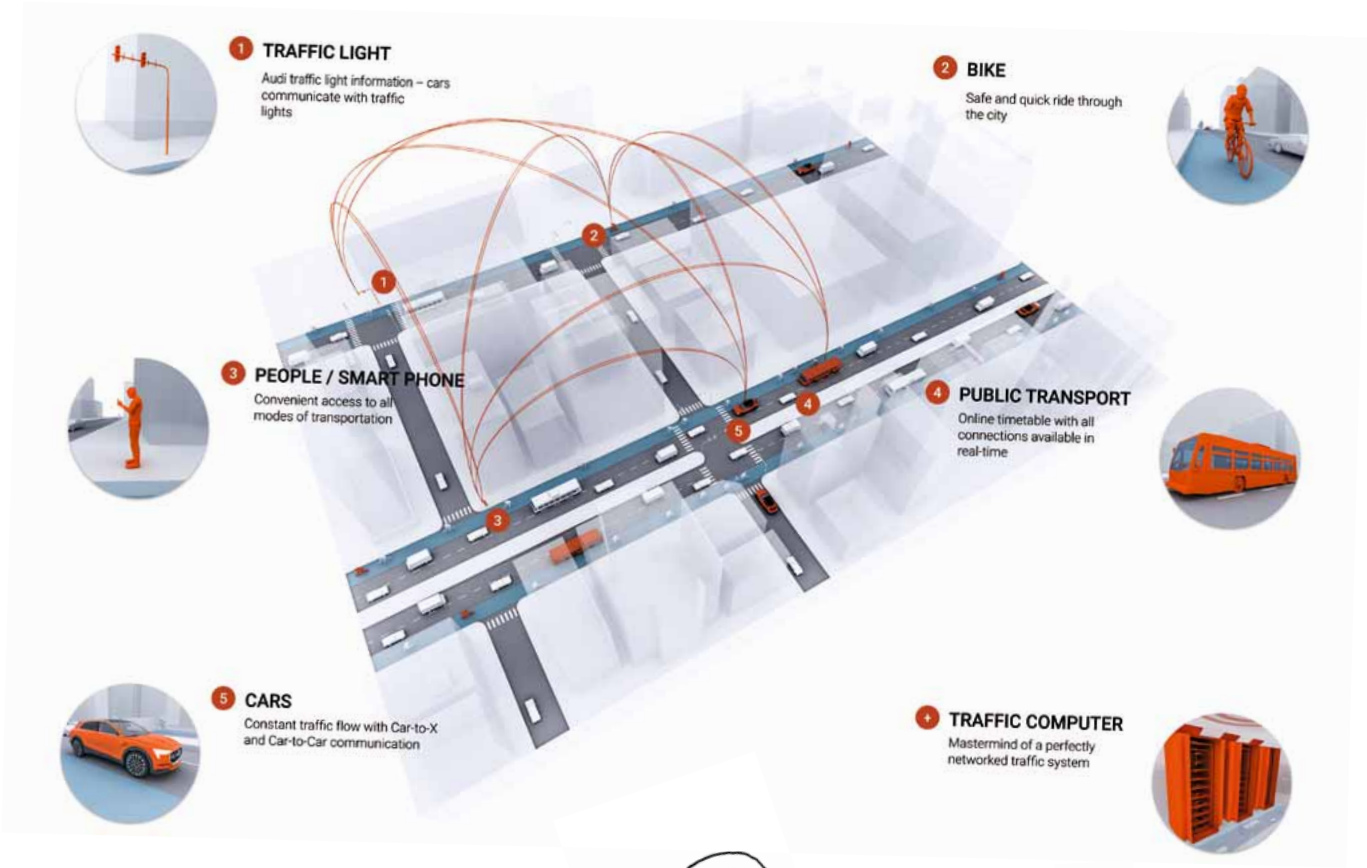 1 TRAFFIC LIGHT
Audi traffic light information – cars
communicate with traffic
lights
2 BIKE
Safe and quick ride through
the city
2
1
3 PEOPLE / SMART PHONE
Convenient access to all
modes of transportation
4 PUBLIC TRANSPORT
Online timetable with all
connections available in
real-time
4
5
3
5 CARS
Constant traffic flow with Car-to-X
and Car-to-Car communication
+ TRAFFIC COMPUTER
Mastermind of a perfectly
networked traffic system